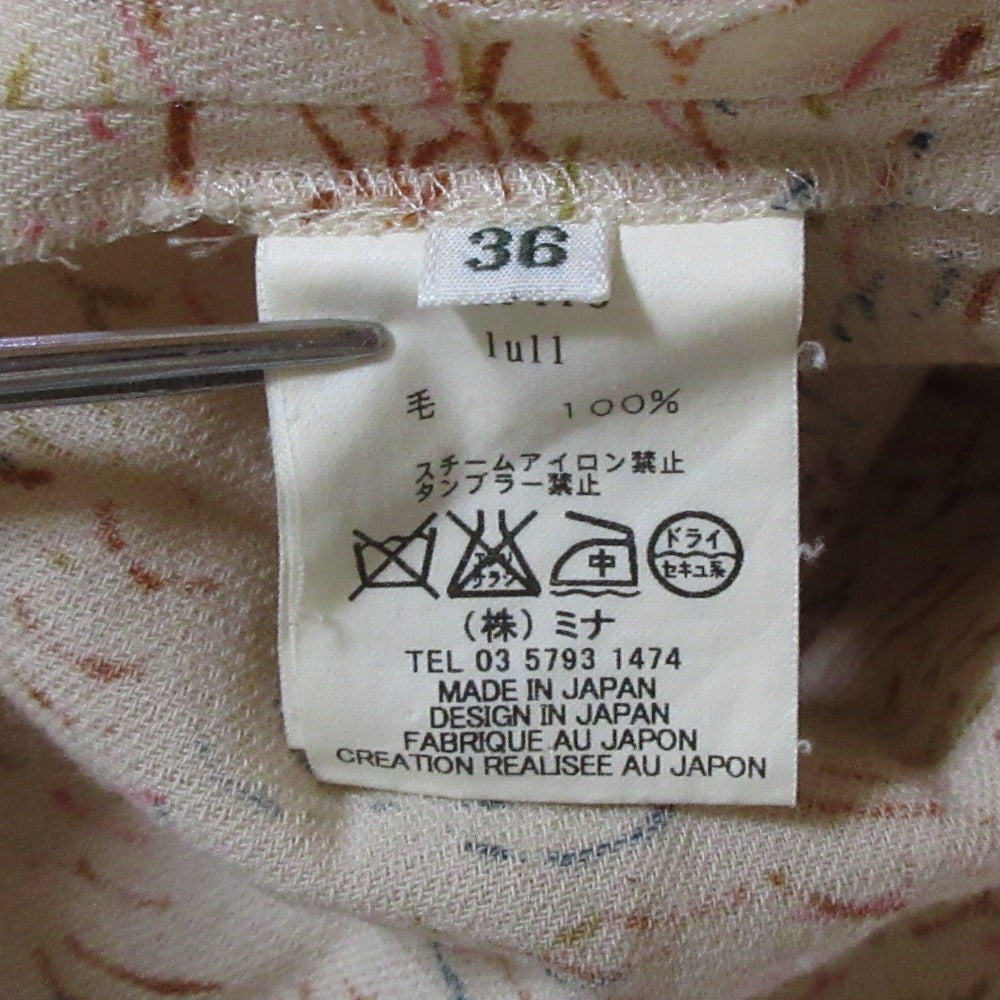 36
lull
毛 100%
スチームアイロン禁止
タンブラー禁止
中
ドライ
セキユ系
(株)ミナ
TEL 03 5793 1474
MADE IN JAPAN
DESIGN IN JAPAN
FABRIQUE AU JAPON
CREATION REALISEE AU JAPON